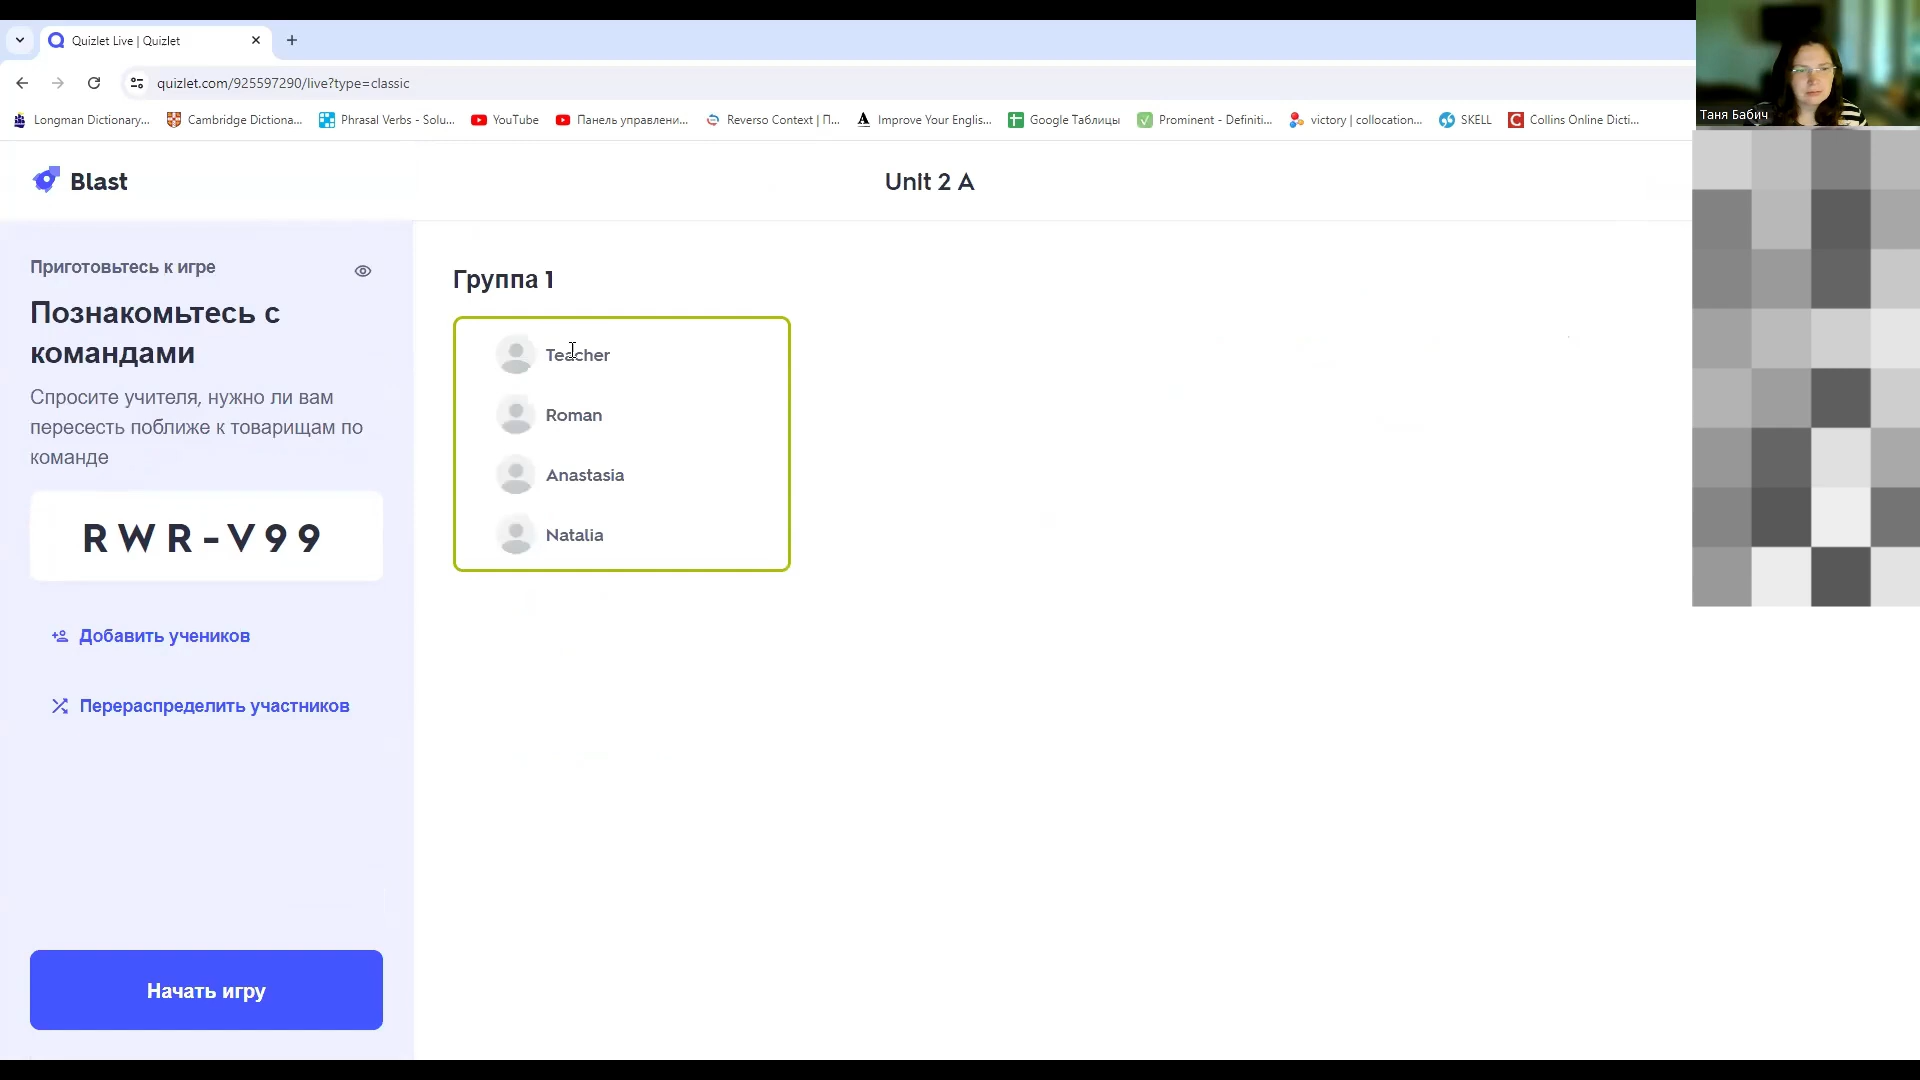 Quizlet Live | Quizlet
quizlet.com/925597290/live?type=classic
Longman Dictionary...
Cambridge Dictiona...
Phrasal Verbs - Solu...
YouTube
Панель управлени...
Reverso Context | П...
Improve Your Englis...
Google Таблицы
Prominent - Definiti...
victory | collocation...
SKELL
Collins Online Dicti...
Таня Бабич
Blast
Unit 2 A
Приготовьтесь к игре
Познакомьтесь с
командами
Спросите учителя, нужно ли вам
пересесть поближе к товарищам по
команде
RWR-V99
Добавить учеников
Перераспределить участников
Начать игру
Группа 1
Teacher
Roman
Anastasia
Natalia